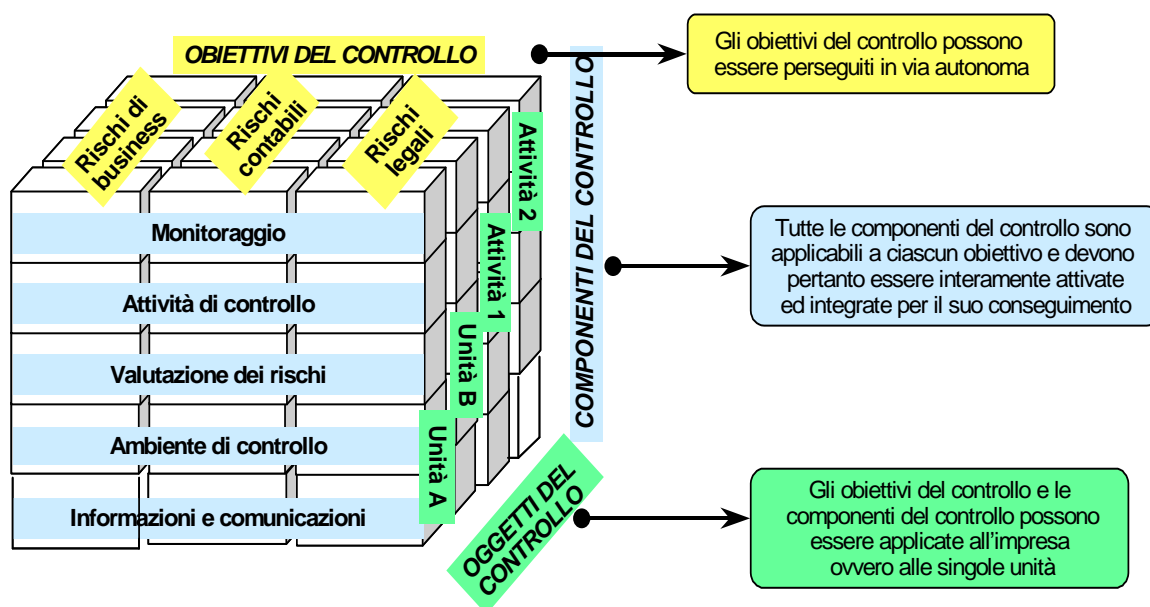 OBIETTIVI DEL CONTROLLO
Gli obiettivi del controllo possono
essere perseguiti in via autonoma
Rischi di
business
Rischi
contabili
Rischi
legali
Monitoraggio
Attività di controllo
Valutazione dei rischi
Ambiente di controllo
Informazioni e comunicazioni
Unità A
Unità B
Attività 1
Attività 2
COMPONENTI DEL CONTROLLO
Tutte le componenti del controllo sono
applicabili a ciascun obiettivo e devono
pertanto essere interamente attivate
ed integrate per il suo conseguimento
OGGETTI DEL
CONTROLLO
Gli obiettivi del controllo e le
componenti del controllo possono
essere applicate all'impresa
ovvero alle singole unità